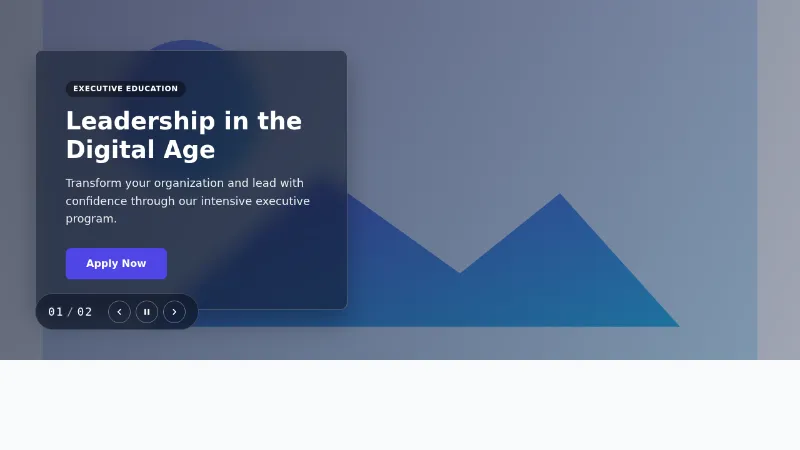 EXECUTIVE EDUCATION
Leadership in the
Digital Age
Transform your organization and lead with
confidence through our intensive executive
program.
Apply Now
01 / 02